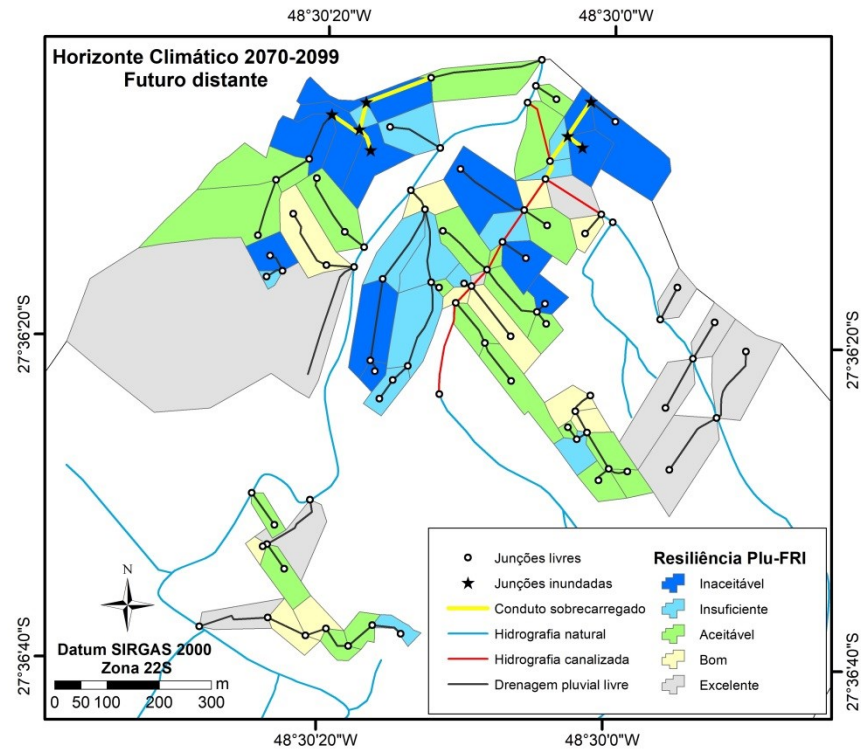 48°30'20"W
48°30'0"W
Horizonte Climático 2070-2099
Futuro distante
27°36'20"S
27°36'20"S
Junções livres
Junções inundadas
Conduto sobrecarregado
Hidrografia natural
Hidrografia canalizada
Drenagem pluvial livre
Resiliência Plu-FRI
Inaceitável
Insuficiente
Aceitável
Bom
Excelente
N
Datum SIRGAS 2000
Zona 22S
0 50 100 200 300 m
27°36'40"S
27°36'40"S
48°30'20"W
48°30'0"W